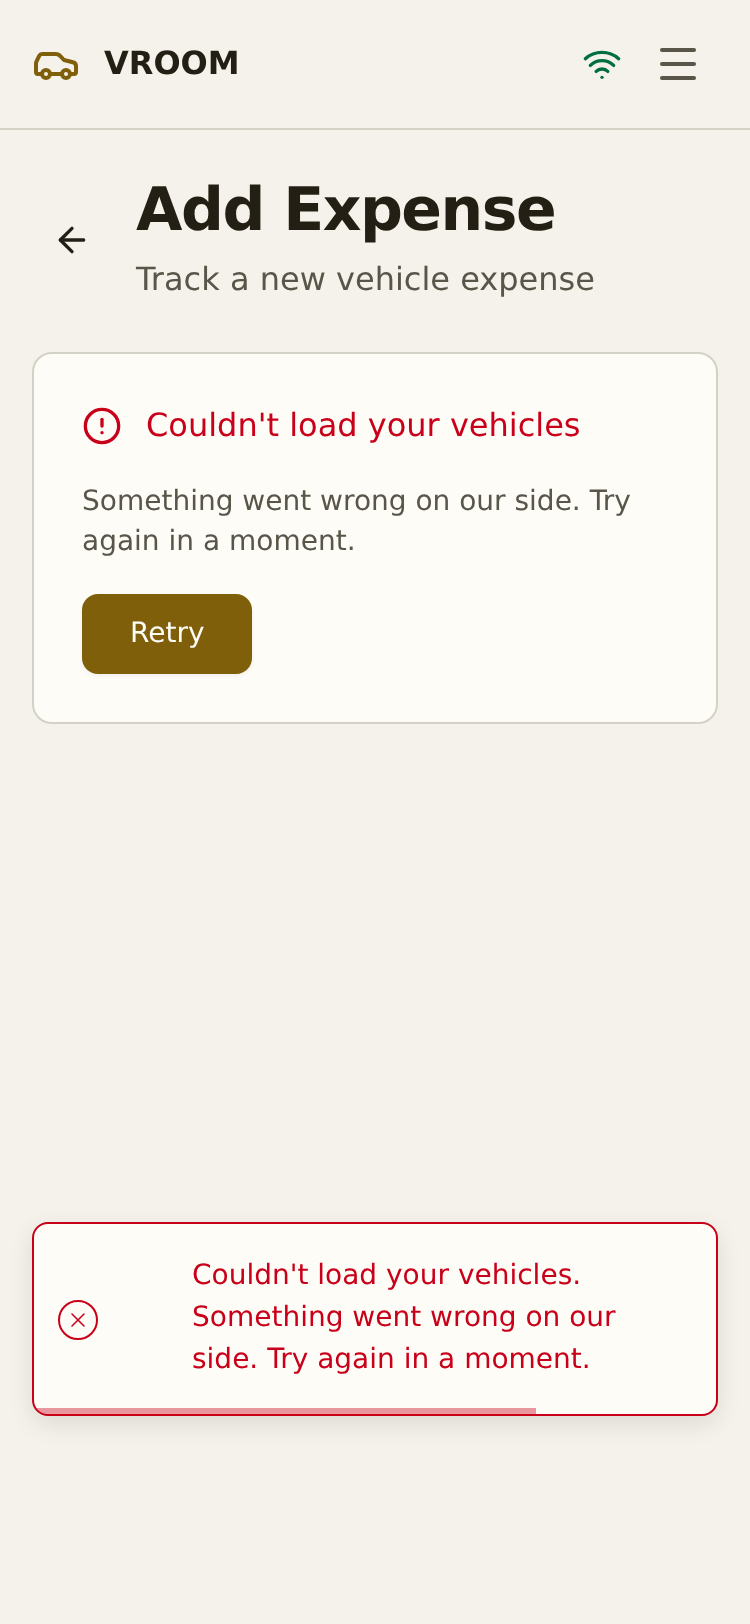 VROOM
Add Expense
Track a new vehicle expense
Couldn't load your vehicles
Something went wrong on our side. Try
again in a moment.
Retry
Couldn't load your vehicles.
Something went wrong on our
side. Try again in a moment.